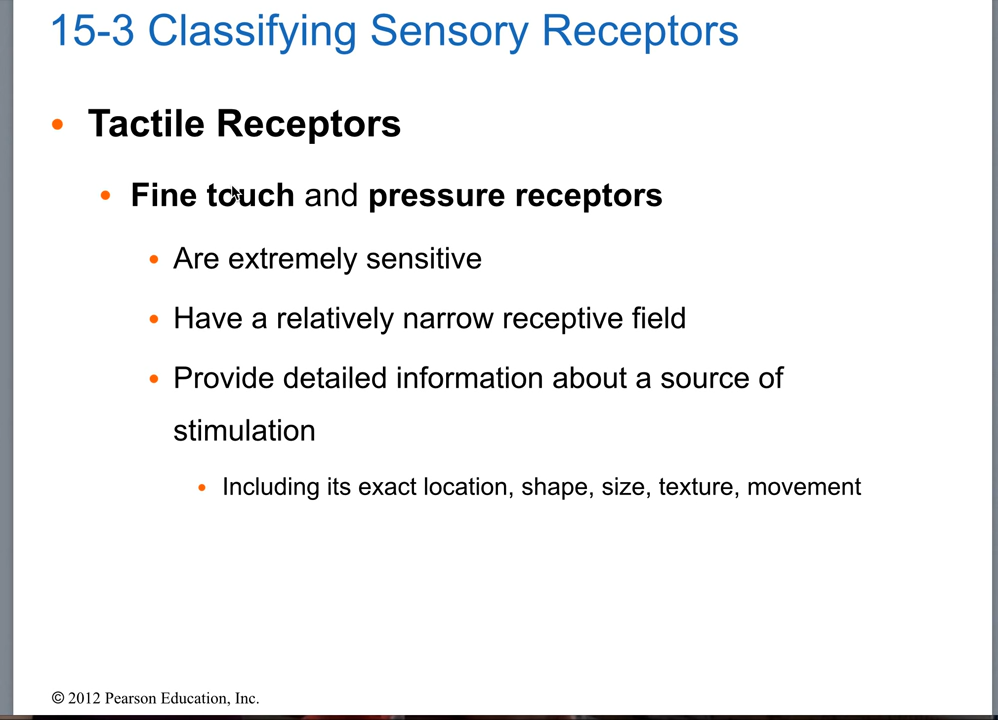 15-3 Classifying Sensory Receptors
• Tactile Receptors
• Fine touch and pressure receptors
• Are extremely sensitive
• Have a relatively narrow receptive field
• Provide detailed information about a source of
stimulation
• Including its exact location, shape, size, texture, movement
© 2012 Pearson Education, Inc.